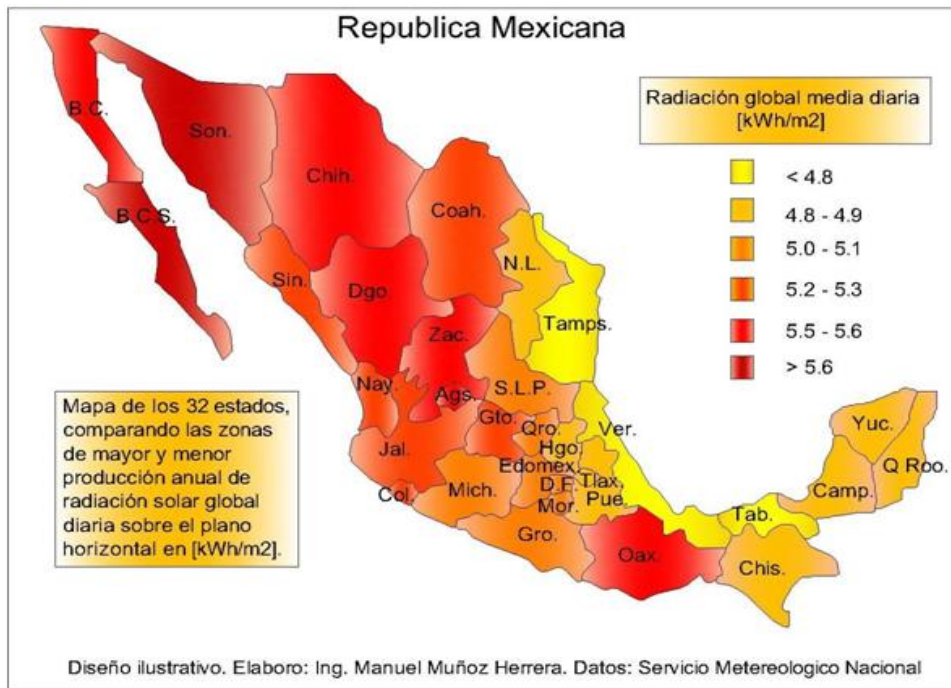 Republica Mexicana
Radiación global media diaria
[kWh/m2]
< 4.8
4.8 - 4.9
5.0 - 5.1
5.2 - 5.3
5.5 - 5.6
> 5.6
B.C.
Son.
B.C.S.
Chih.
Coah.
N.L.
Sin.
Dgo.
Tamps.
Zac.
Nay.
Ags.
S.L.P.
Gto.
Qro.
Ver.
Hgo.
Jal.
Edomex.
Tlax.
Col.
Mich.
D.F.
Pue.
Mor.
Gro.
Oax.
Tab.
Chis.
Camp.
Yuc.
Q Roo.
Mapa de los 32 estados,
comparando las zonas
de mayor y menor
producción anual de
radiación solar global
diaria sobre el plano
horizontal en [kWh/m2].
Diseño ilustrativo. Elaboro: Ing. Manuel Muñoz Herrera. Datos: Servicio Metereologico Nacional